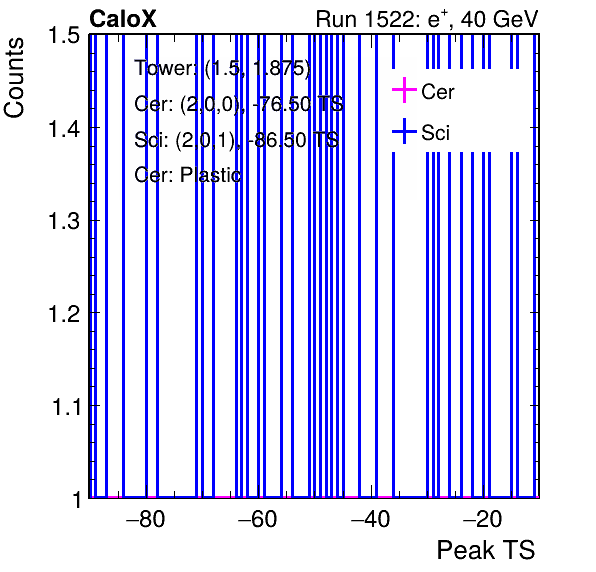 CaloX Run 1522: e⁺, 40 GeV
Counts
1.5
1.4
1.3
1.2
1.1
1
Tower: (1.5, 1.875)
Cer: (2,0,0), -76.50 TS
Sci: (2,0,1), -86.50 TS
Cer: Plastic
Cer
Sci
−80 −60 −40 −20
Peak TS